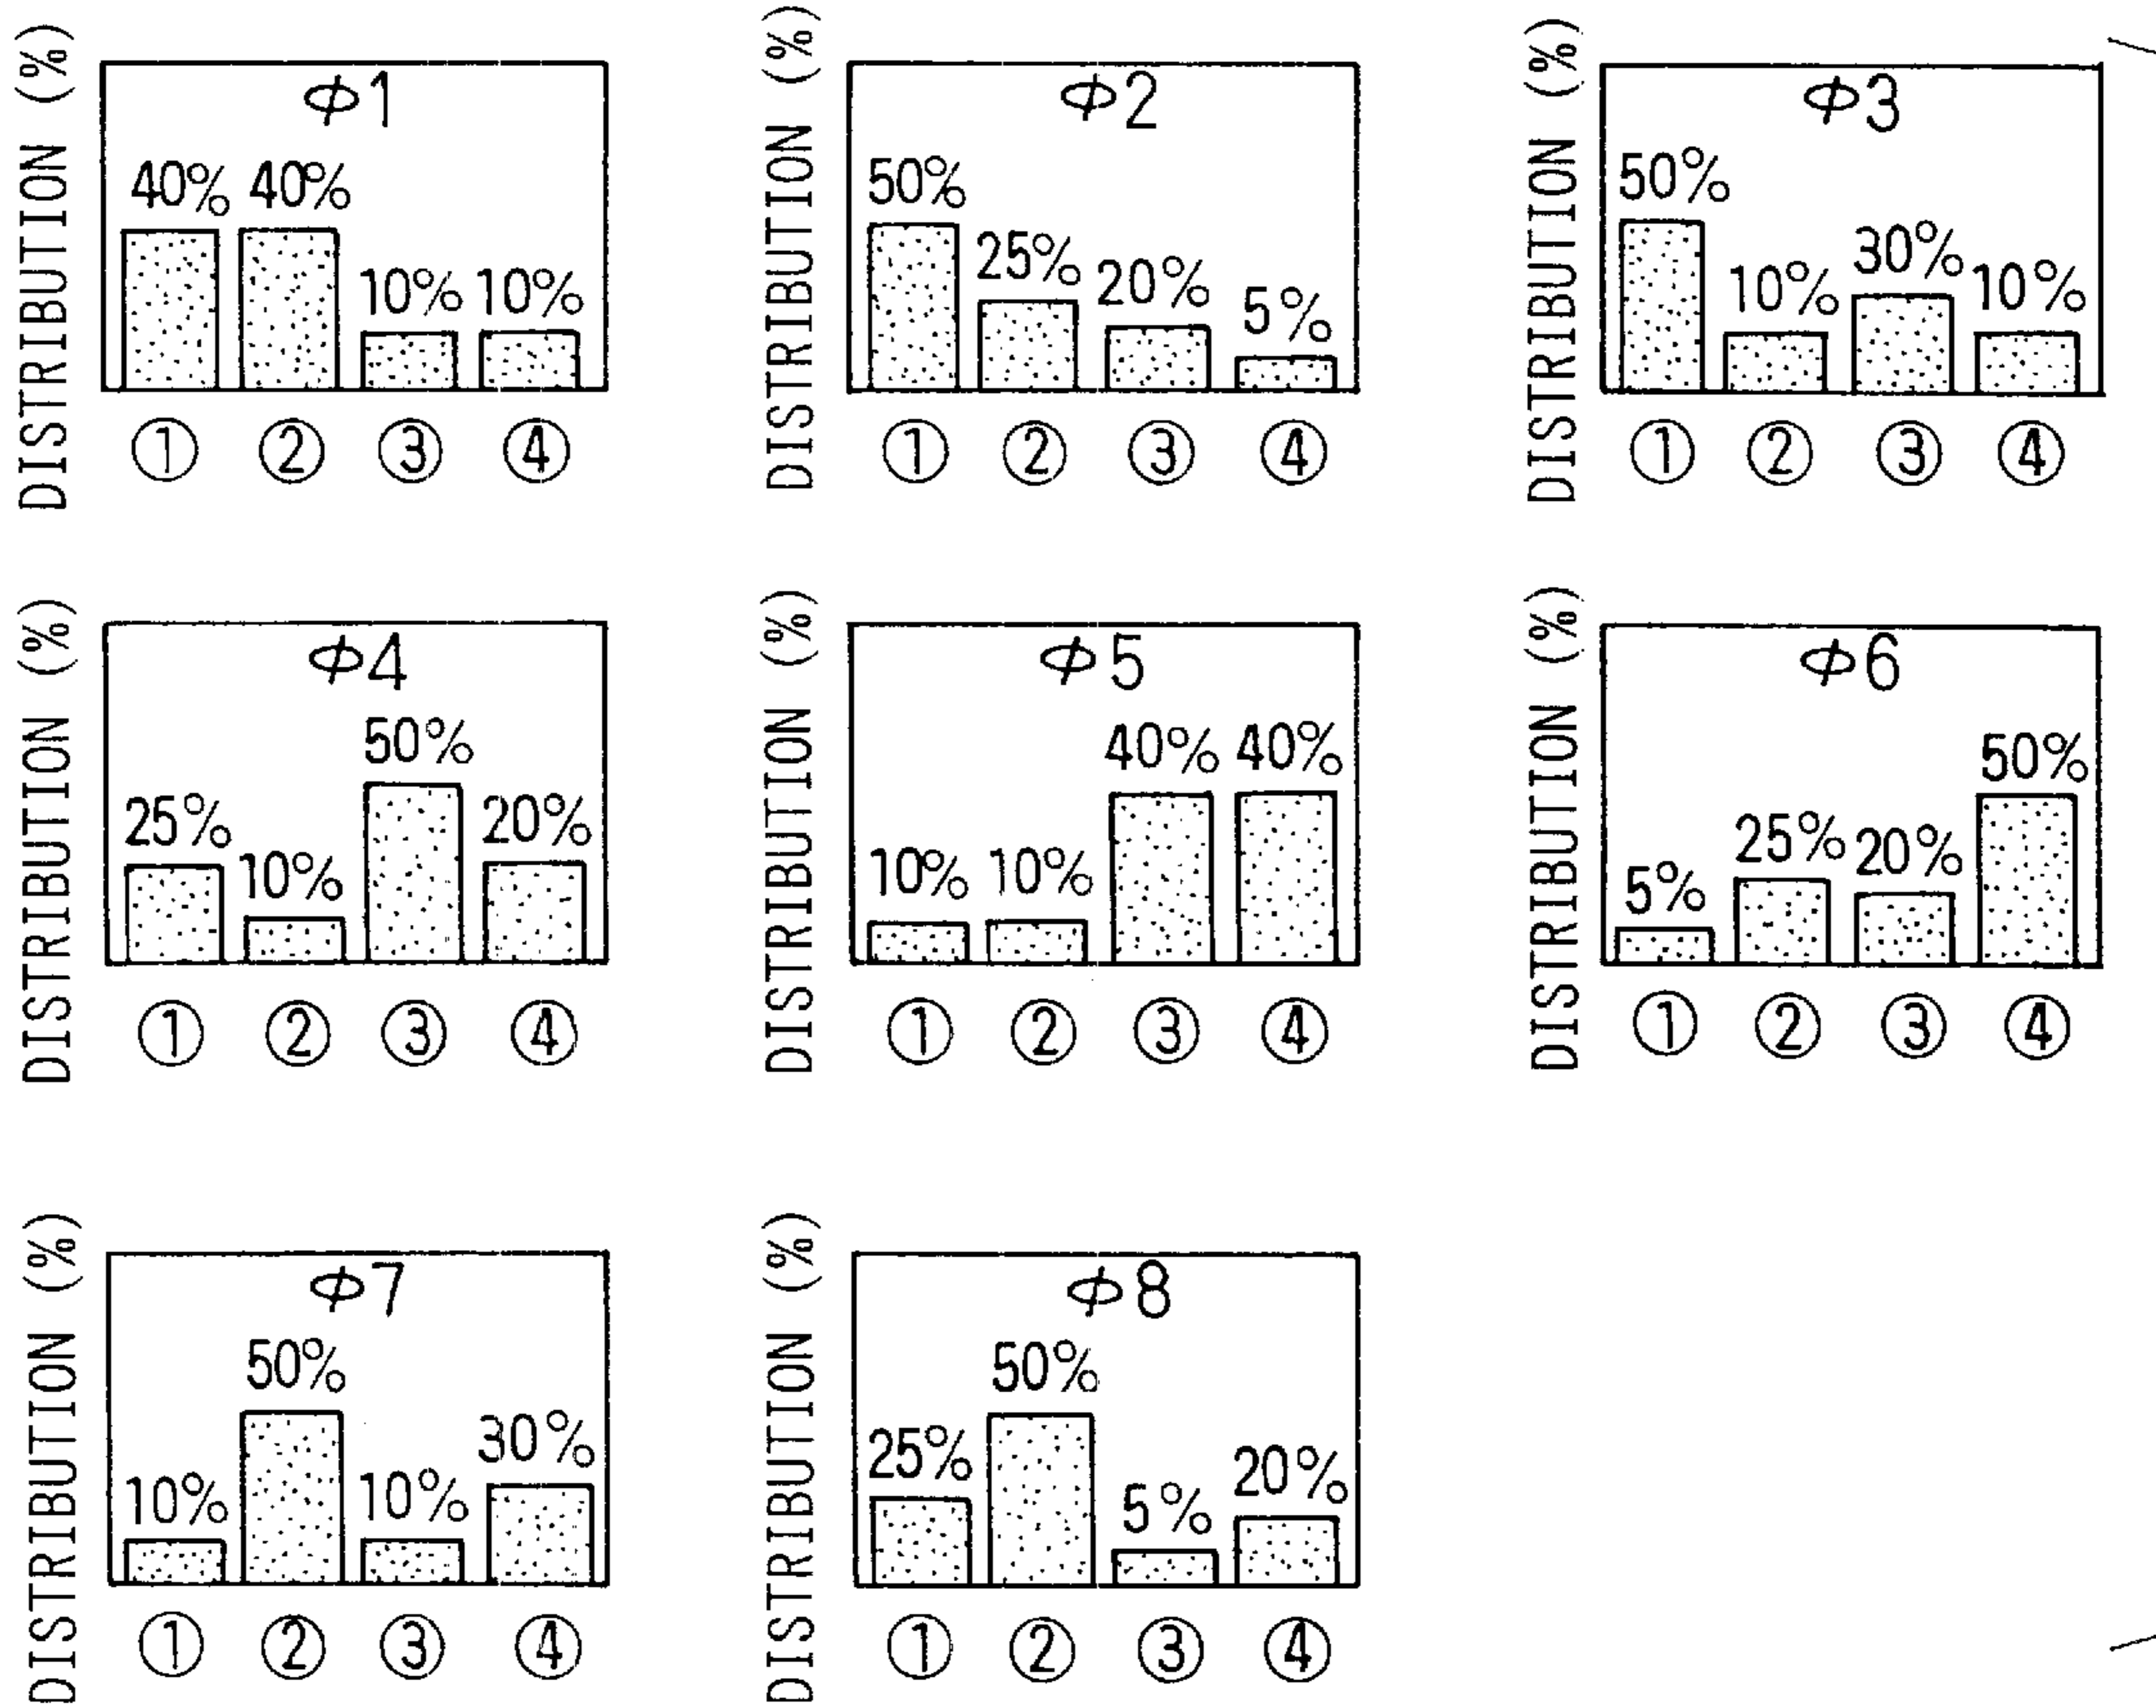 DISTRIBUTION (%)
Φ1
40% 40% 10% 10%
① ② ③ ④
DISTRIBUTION (%)
Φ2
50% 25% 20% 5%
① ② ③ ④
DISTRIBUTION (%)
Φ3
50% 10% 30% 10%
① ② ③ ④
DISTRIBUTION (%)
Φ4
25% 10% 50% 20%
① ② ③ ④
DISTRIBUTION (%)
Φ5
10% 10% 40% 40%
① ② ③ ④
DISTRIBUTION (%)
Φ6
5% 25% 20% 50%
① ② ③ ④
DISTRIBUTION (%)
Φ7
10% 50% 10% 30%
① ② ③ ④
DISTRIBUTION (%)
Φ8
25% 50% 5% 20%
① ② ③ ④